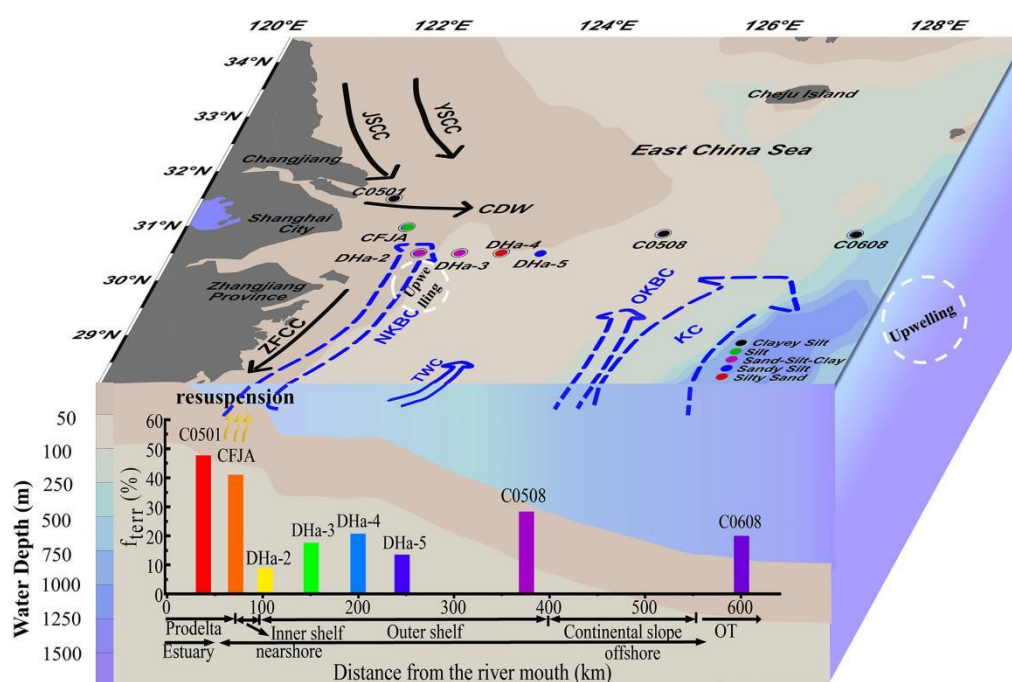 120°E
122°E
124°E
126°E
128°E
34°N
33°N
32°N
31°N
30°N
29°N
Cheju Island
JSCC
YSCC
East China Sea
Changjiang
C0501
CDW
Shanghai
City
CFJA
DHa-2
DHa-3
DHa-4
DHa-5
C0508
C0608
Zhangjiang
Province
Upwe
lling
Upwelling
ZFCC
NKBC
TWC
OKBC
KC
Clayey Silt
Silt
Sand-Silt-Clay
Sandy Silt
Silty Sand
Water Depth (m)
50
100
250
500
750
1000
1250
1500
resuspension
fterr (%)
60
50
40
30
20
10
0
C0501
CFJA
DHa-2
DHa-3
DHa-4
DHa-5
C0508
C0608
0
100
200
300
400
500
600
Prodelta
Inner shelf
Outer shelf
Continental slope
OT
Estuary
nearshore
offshore
Distance from the river mouth (km)